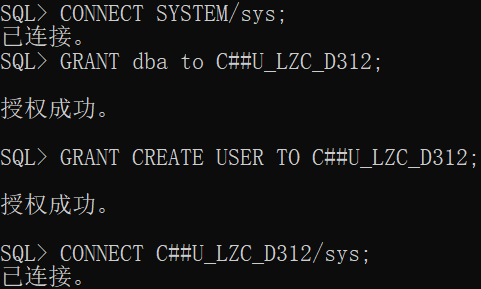 SQL> CONNECT SYSTEM/sys;
已连接。
SQL> GRANT dba to C##U_LZC_D312;
授权成功。
SQL> GRANT CREATE USER TO C##U_LZC_D312;
授权成功。
SQL> CONNECT C##U_LZC_D312/sys;
已连接。